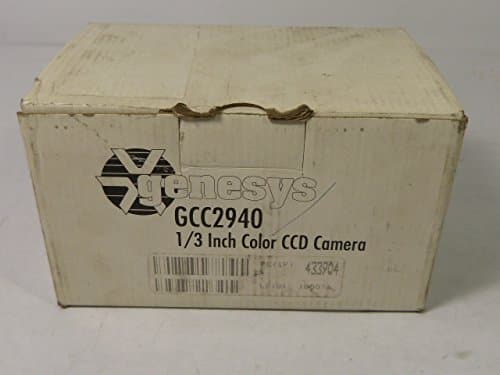 genesys
GCC2940
1/3 Inch Color CCD Camera
433904